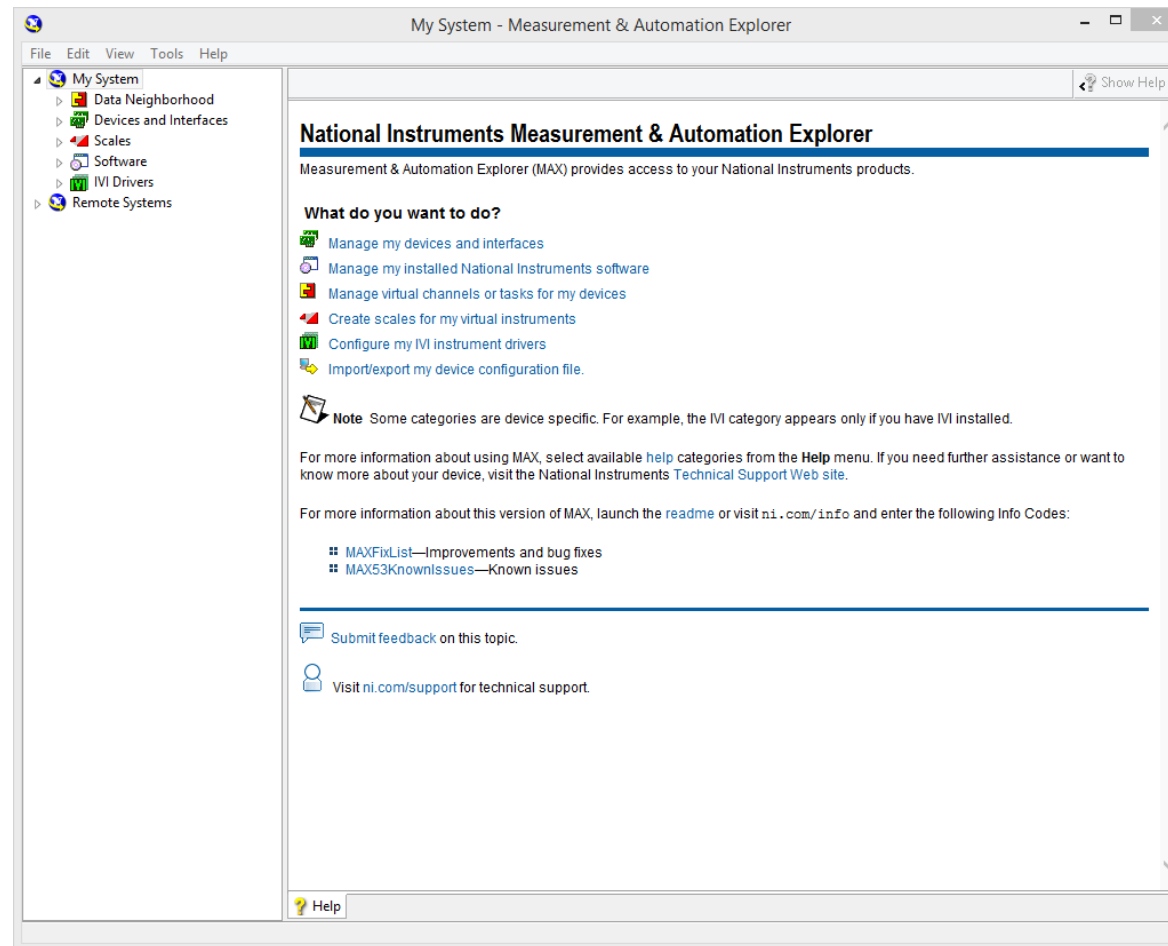 My System - Measurement & Automation Explorer
File Edit View Tools Help
My System
Data Neighborhood
Devices and Interfaces
Scales
Software
IVI Drivers
Remote Systems
Show Help
National Instruments Measurement & Automation Explorer
Measurement & Automation Explorer (MAX) provides access to your National Instruments products.
What do you want to do?
Manage my devices and interfaces
Manage my installed National Instruments software
Manage virtual channels or tasks for my devices
Create scales for my virtual instruments
Configure my IVI instrument drivers
Import/export my device configuration file.
Note Some categories are device specific. For example, the IVI category appears only if you have IVI installed.
For more information about using MAX, select available help categories from the Help menu. If you need further assistance or want to
know more about your device, visit the National Instruments Technical Support Web site.
For more information about this version of MAX, launch the readme or visit ni.com/info and enter the following Info Codes:
MAXFixList—Improvements and bug fixes
MAX53KnownIssues—Known issues
Submit feedback on this topic.
Visit ni.com/support for technical support.
Help